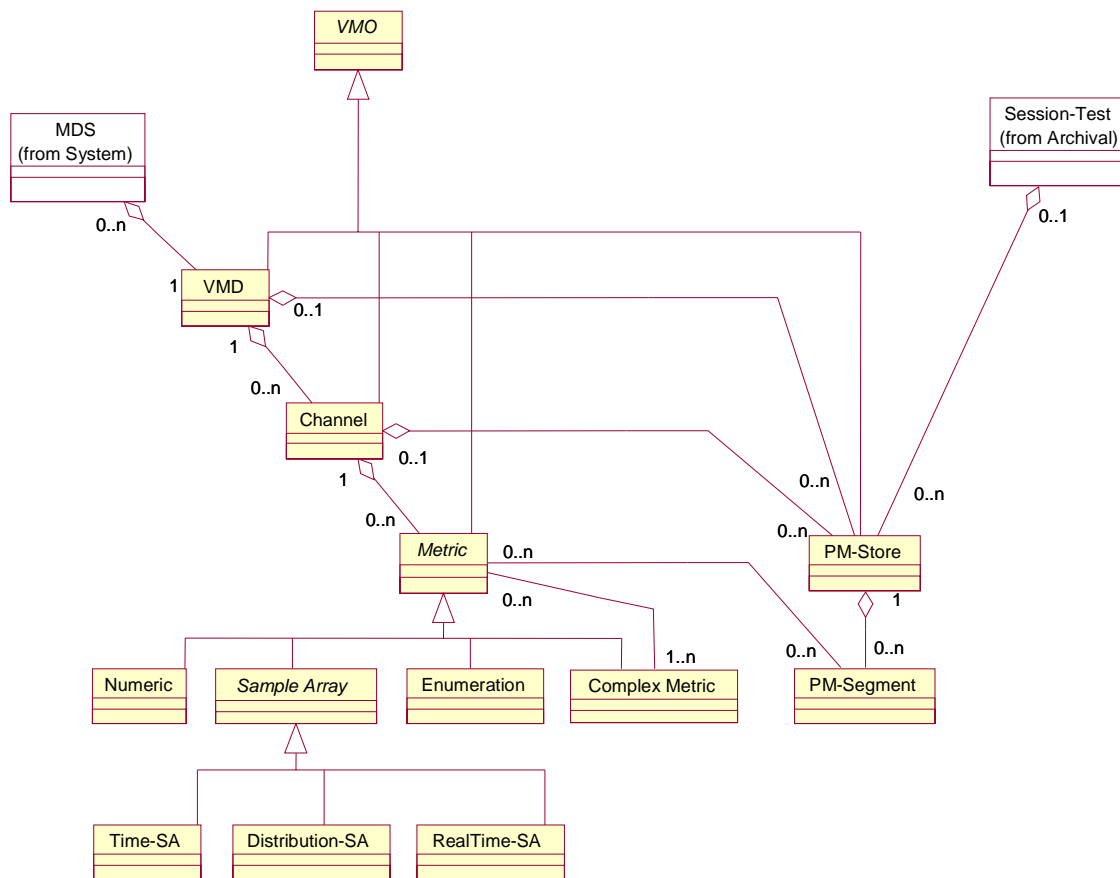 VMO
MDS
(from System)
Session-Test
(from Archival)
0..n
0..1
1
VMD
0..1
1
0..n
Channel
0..1
1
0..n
0..n
0..n
0..n
Metric
0..n
PM-Store
0..n
1
1..n
0..n
0..n
Numeric
Sample Array
Enumeration
Complex Metric
PM-Segment
Time-SA
Distribution-SA
RealTime-SA